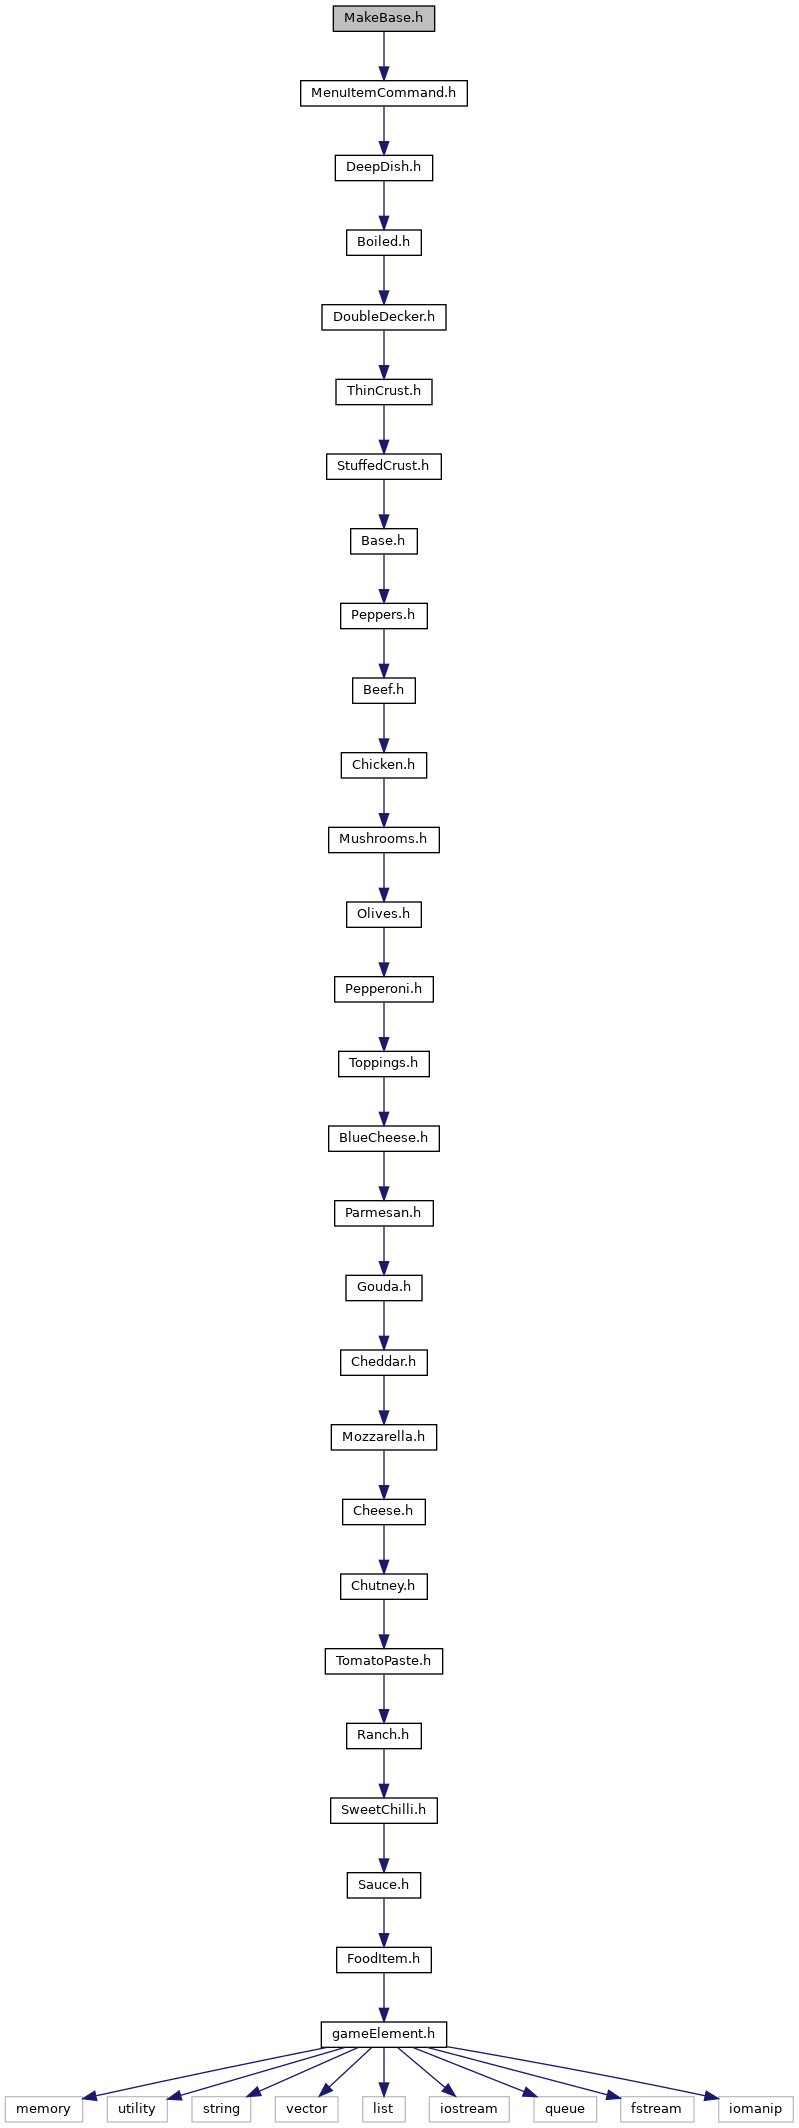 MakeBase.h
MenuItemCommand.h
DeepDish.h
Boiled.h
DoubleDecker.h
ThinCrust.h
StuffedCrust.h
Base.h
Peppers.h
Beef.h
Chicken.h
Mushrooms.h
Olives.h
Pepperoni.h
Toppings.h
BlueCheese.h
Parmesan.h
Gouda.h
Cheddar.h
Mozzarella.h
Cheese.h
Chutney.h
TomatoPaste.h
Ranch.h
SweetChilli.h
Sauce.h
FoodItem.h
gameElement.h
memory utility string vector list iostream queue fstream iomanip